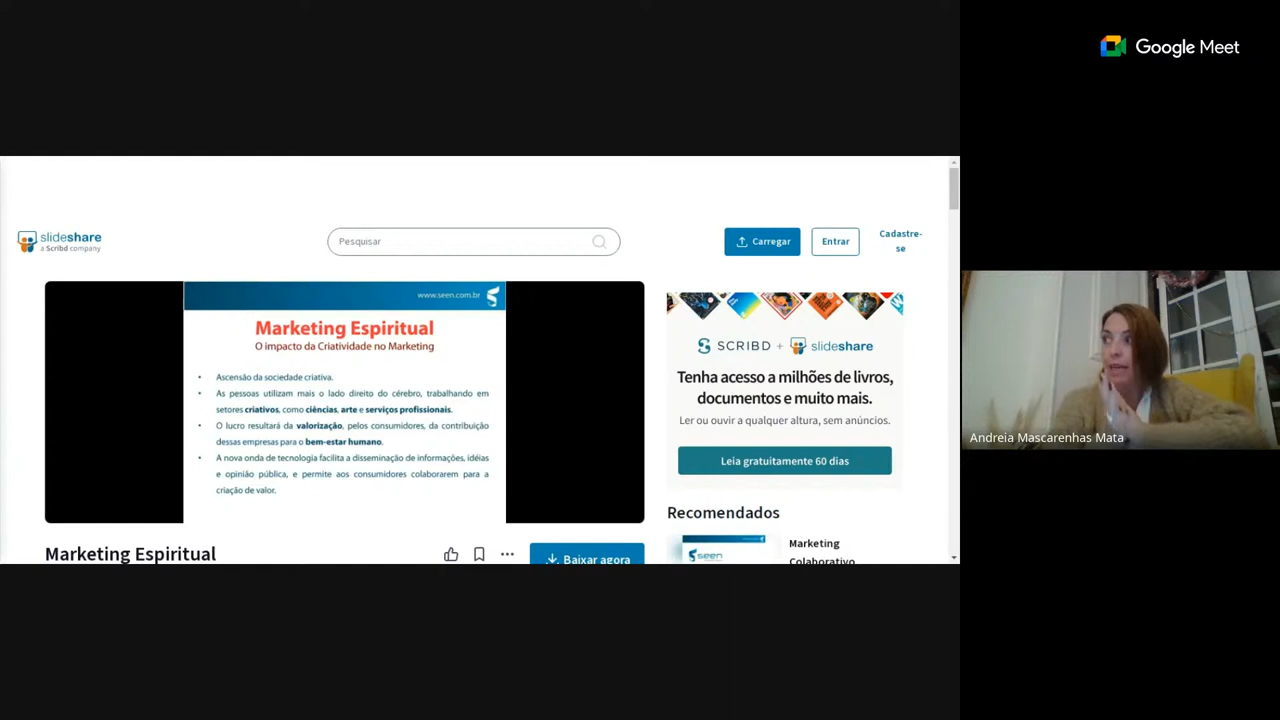 Google Meet
slideshare
a Scribd company
Pesquisar
Carregar
Entrar
Cadastre-
se
www.seen.com.br
Marketing Espiritual
O impacto da Criatividade no Marketing
• Ascensão da sociedade criativa.
• As pessoas utilizam mais o lado direito do cérebro, trabalhando em
setores criativos, como ciências, arte e serviços profissionais.
• O lucro resultará da valorização, pelos consumidores, da contribuição
dessas empresas para o bem-estar humano.
• A nova onda de tecnologia facilita a disseminação de informações, idéias
e opinião pública, e permite aos consumidores colaborarem para a
criação de valor.
Marketing Espiritual
Baixar agora
SCRIBD + slideshare
Tenha acesso a milhões de livros,
documentos e muito mais.
Ler ou ouvir a qualquer altura, sem anúncios.
Leia gratuitamente 60 dias
Recomendados
seen
Marketing
Colaborativo
Andreia Mascarenhas Mata